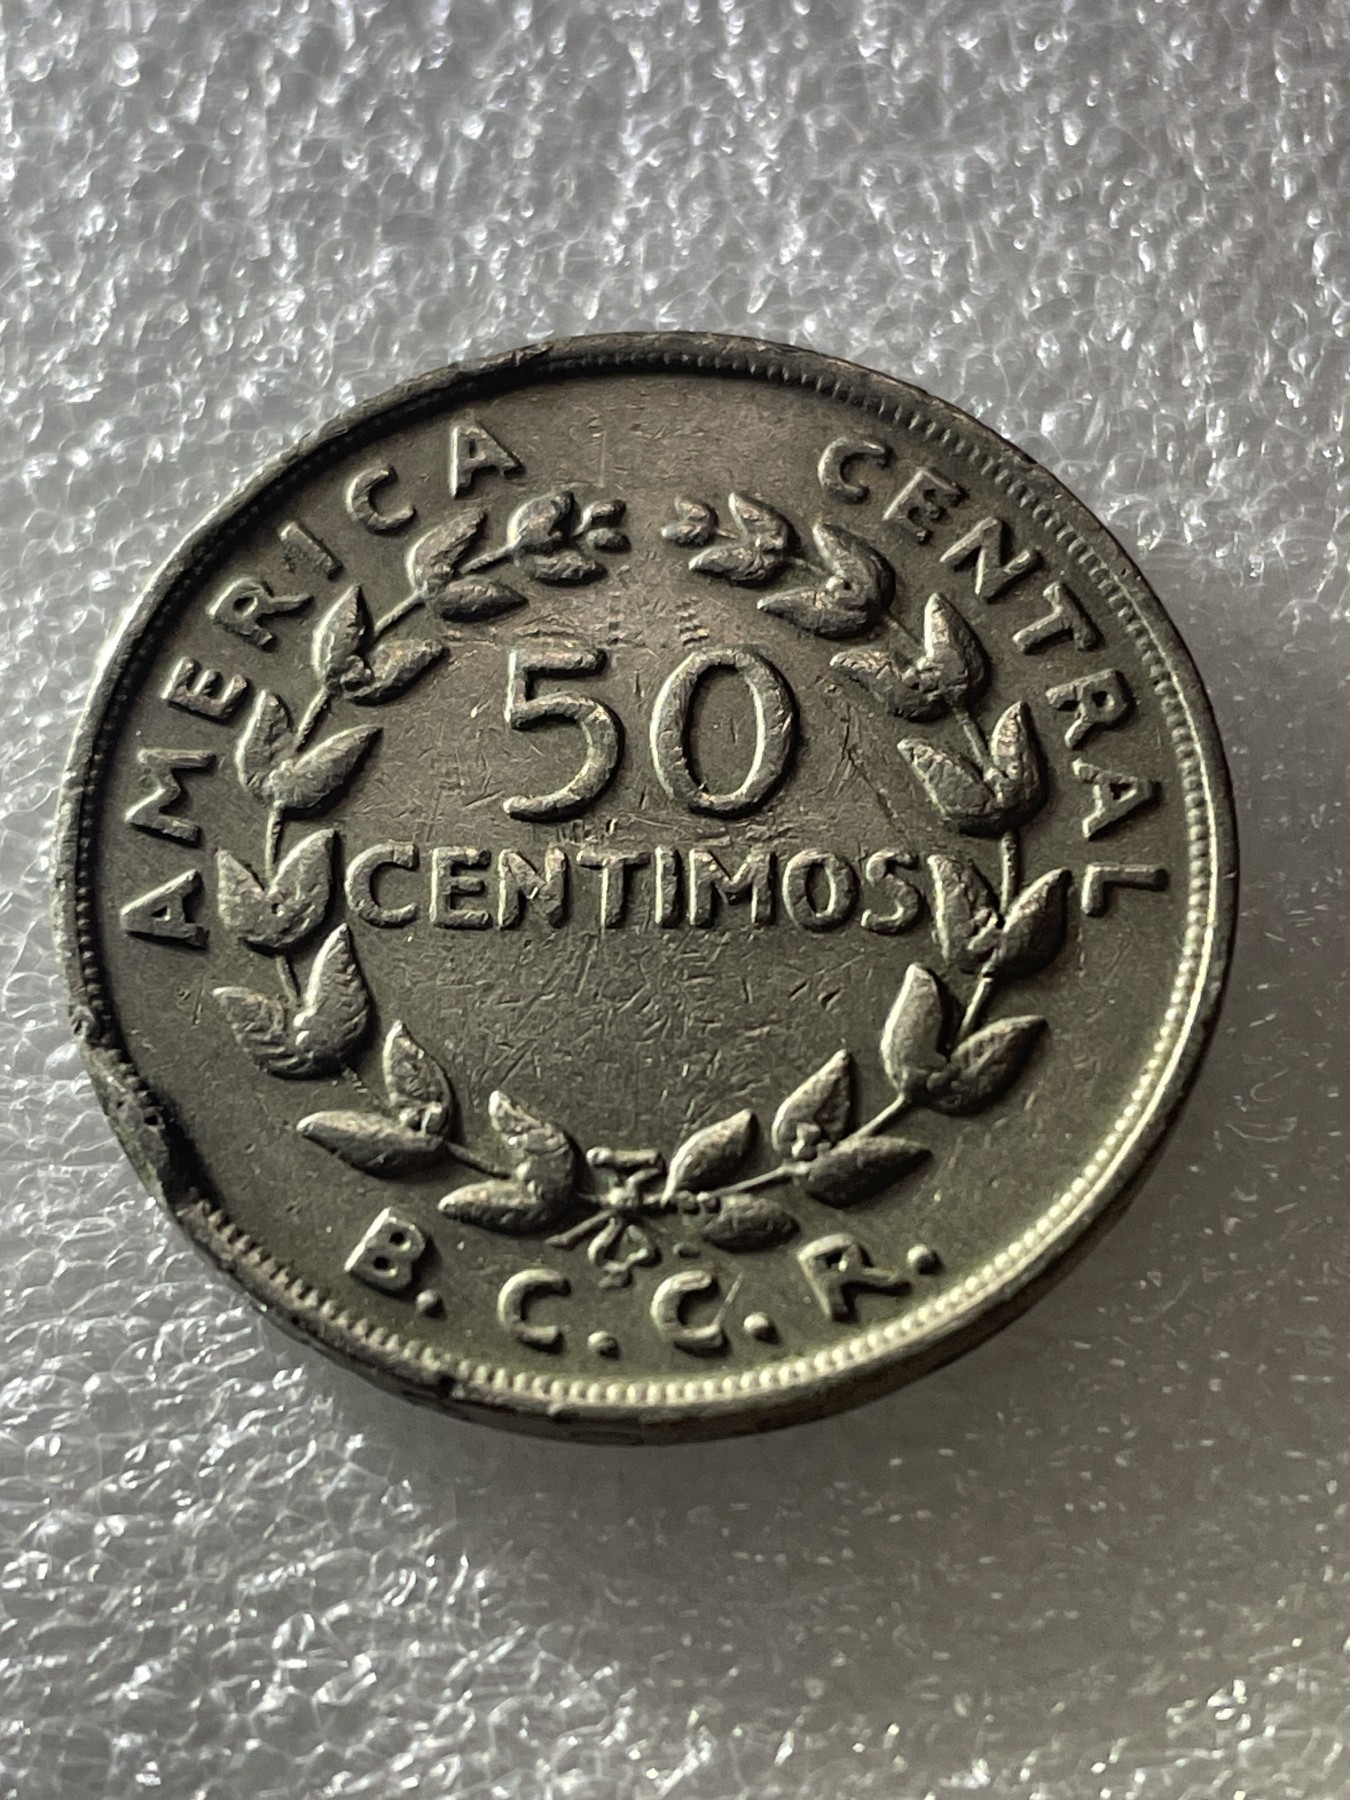 AMERICA CENTRAL
50
CENTIMOS
B.C.C.R.